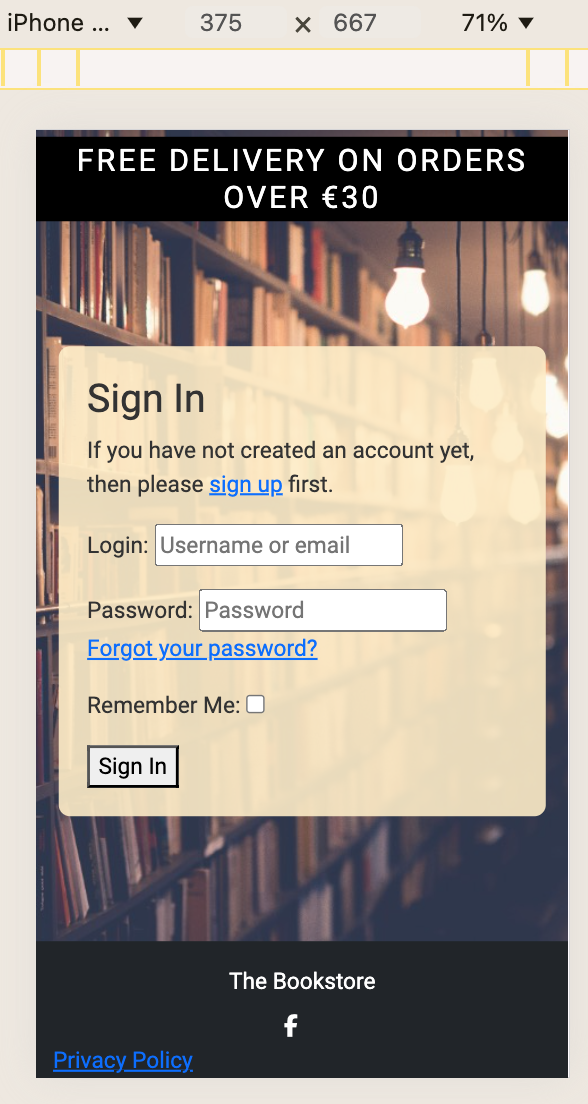 iPhone ... 375 × 667 71%
FREE DELIVERY ON ORDERS
OVER €30
Sign In
If you have not created an account yet,
then please sign up first.
Login: Username or email
Password: Password
Forgot your password?
Remember Me:
Sign In
The Bookstore
f
Privacy Policy